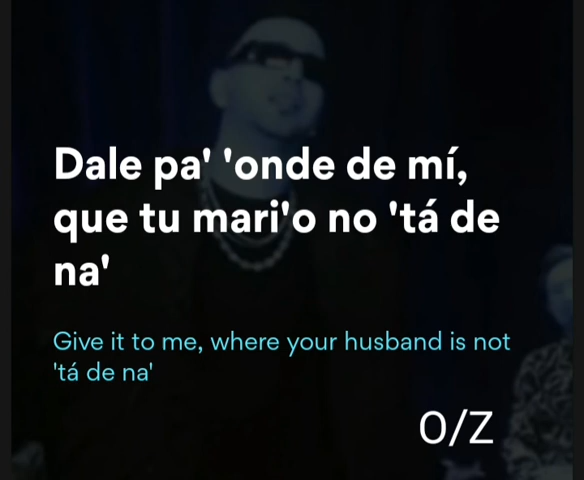 Dale pa' 'onde de mí,
que tu mari'o no 'tá de
na'
Give it to me, where your husband is not
'tá de na'
O/Z